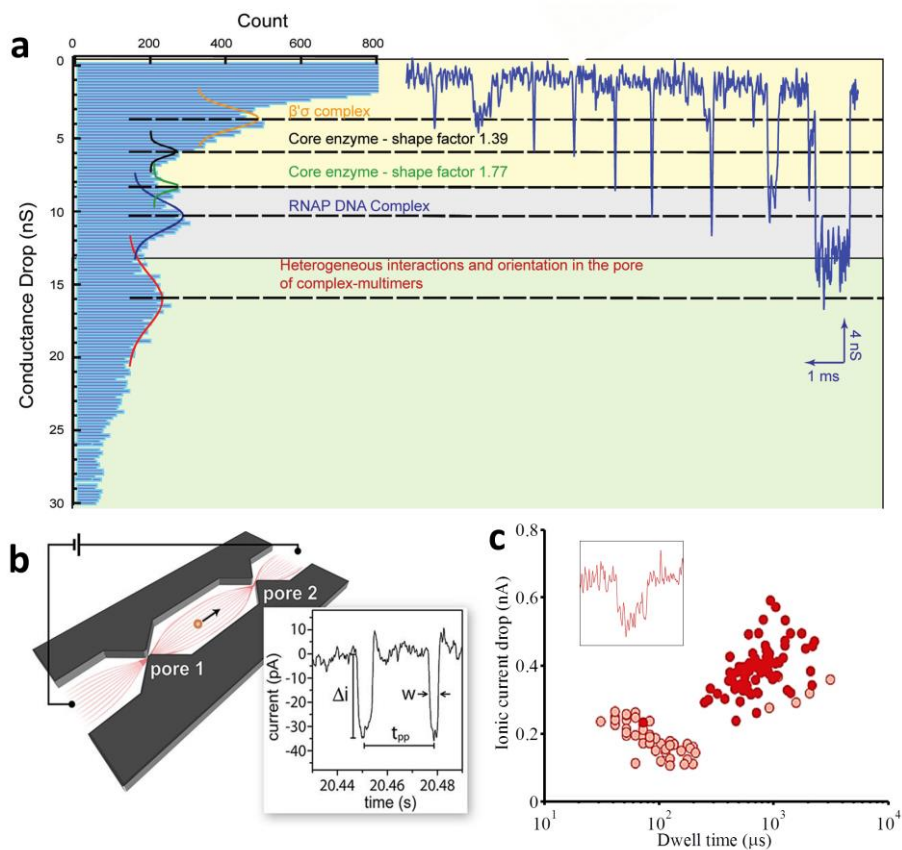 a
Count
0 200 400 600 800
Conductance Drop (nS)
0
5
10
15
20
25
30
β'σ complex
Core enzyme - shape factor 1.39
Core enzyme - shape factor 1.77
RNAP DNA Complex
Heterogeneous interactions and orientation in the pore
of complex-multimers
4 nS
1 ms
b
pore 1
pore 2
current (pA)
10
0
-10
-20
-30
-40
Δi
w
tpp
20.44 20.46 20.48
time (s)
c
Ionic current drop (nA)
0.8
0.6
0.4
0.2
0
10¹ 10² 10³ 10⁴
Dwell time (μs)